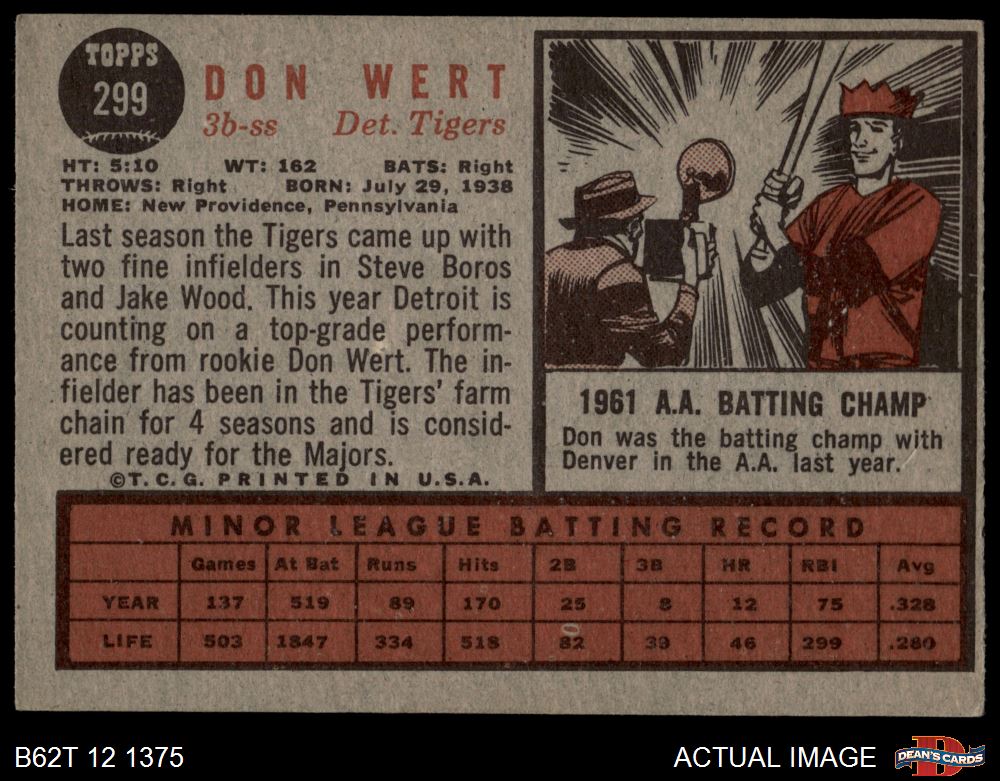 TOPPS
299
DON WERT
3b-ss Det. Tigers
HT: 5:10 WT: 162 BATS: Right
THROWS: Right BORN: July 29, 1938
HOME: New Providence, Pennsylvania
Last season the Tigers came up with
two fine infielders in Steve Boros
and Jake Wood. This year Detroit is
counting on a top-grade perform-
ance from rookie Don Wert. The in-
fielder has been in the Tigers' farm
chain for 4 seasons and is consid-
ered ready for the Majors.
©T.C.G. PRINTED IN U.S.A.
1961 A.A. BATTING CHAMP
Don was the batting champ with
Denver in the A.A. last year.
MINOR LEAGUE BATTING RECORD
Games At Bat Runs Hits 2B 3B HR RBI Avg
YEAR 137 519 89 170 25 8 12 75 .328
LIFE 503 1847 334 518 82 39 46 299 .280
B62T 12 1375
ACTUAL IMAGE
D
DEAN'S CARDS